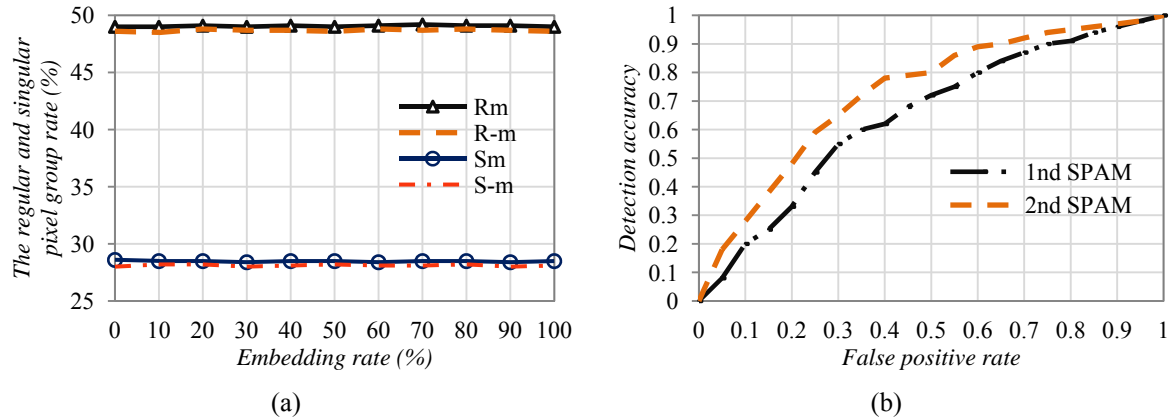 The regular and singular
pixel group rate (%)
50
45
40
35
30
25
Rm
R-m
Sm
S-m
0 10 20 30 40 50 60 70 80 90 100
Embedding rate (%)
(a)
Detection accuracy
1
0.9
0.8
0.7
0.6
0.5
0.4
0.3
0.2
0.1
0
1nd SPAM
2nd SPAM
0 0.1 0.2 0.3 0.4 0.5 0.6 0.7 0.8 0.9 1
False positive rate
(b)